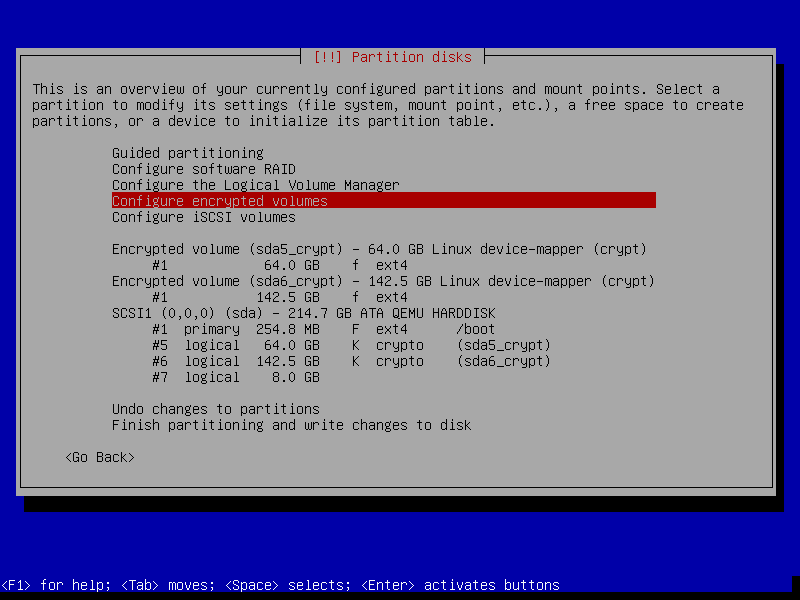 [!!] Partition disks
This is an overview of your currently configured partitions and mount points. Select a
partition to modify its settings (file system, mount point, etc.), a free space to create
partitions, or a device to initialize its partition table.
Guided partitioning
Configure software RAID
Configure the Logical Volume Manager
Configure encrypted volumes
Configure iSCSI volumes
Encrypted volume (sda5_crypt) - 64.0 GB Linux device-mapper (crypt)
#1 64.0 GB f ext4
Encrypted volume (sda6_crypt) - 142.5 GB Linux device-mapper (crypt)
#1 142.5 GB f ext4
SCSI1 (0,0,0) (sda) - 214.7 GB ATA QEMU HARDDISK
#1 primary 254.8 MB F ext4 /boot
#5 logical 64.0 GB K crypto (sda5_crypt)
#6 logical 142.5 GB K crypto (sda6_crypt)
#7 logical 8.0 GB
Undo changes to partitions
Finish partitioning and write changes to disk
<Go Back>
<F1> for help; <Tab> moves; <Space> selects; <Enter> activates buttons